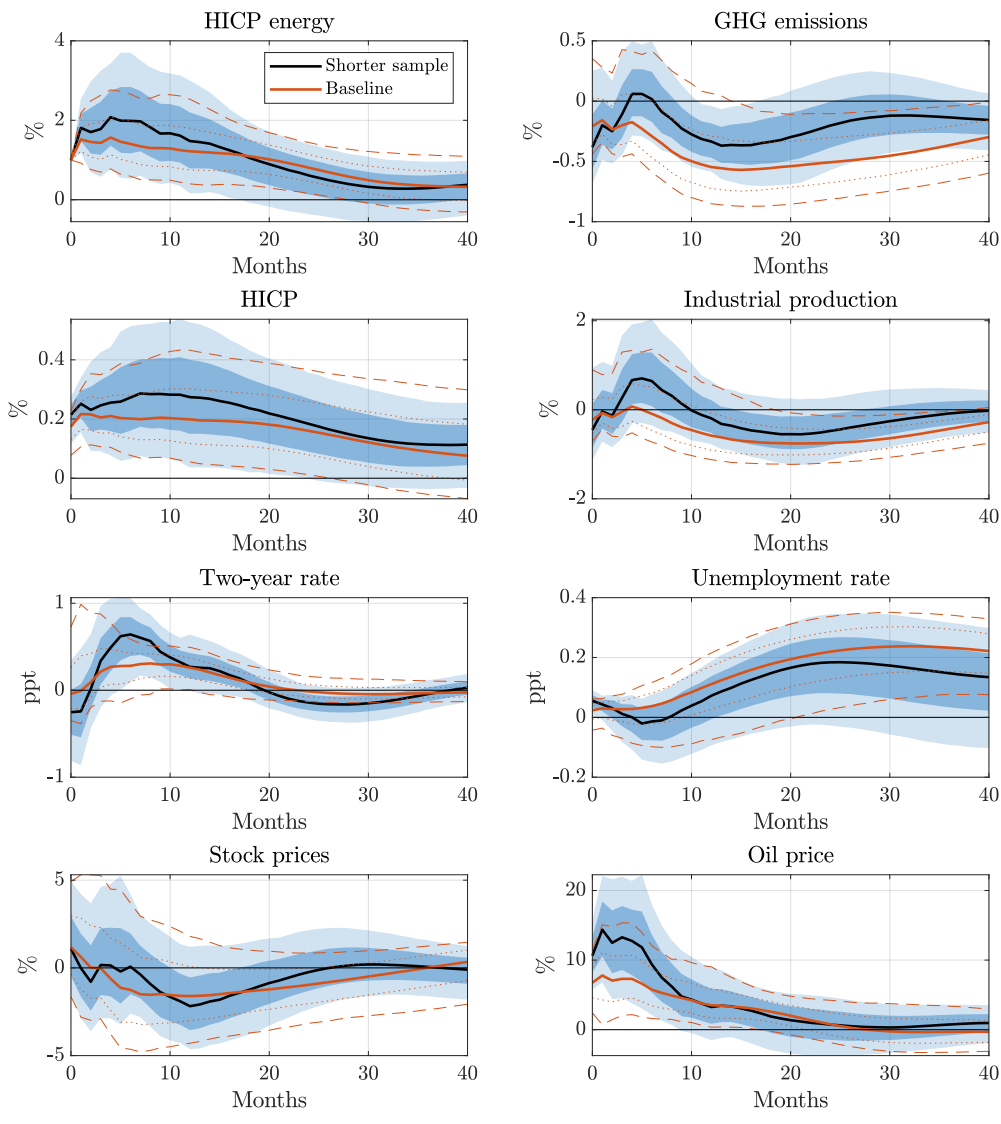 HICP energy
4
2
0
%
Shorter sample
Baseline
0 10 20 30 40
Months
GHG emissions
0.5
0
-0.5
-1
%
0 10 20 30 40
Months
HICP
0.4
0.2
0
%
0 10 20 30 40
Months
Industrial production
2
0
-2
%
0 10 20 30 40
Months
Two-year rate
1
0
-1
ppt
0 10 20 30 40
Months
Unemployment rate
0.4
0.2
0
-0.2
ppt
0 10 20 30 40
Months
Stock prices
5
0
-5
%
0 10 20 30 40
Months
Oil price
20
10
0
%
0 10 20 30 40
Months